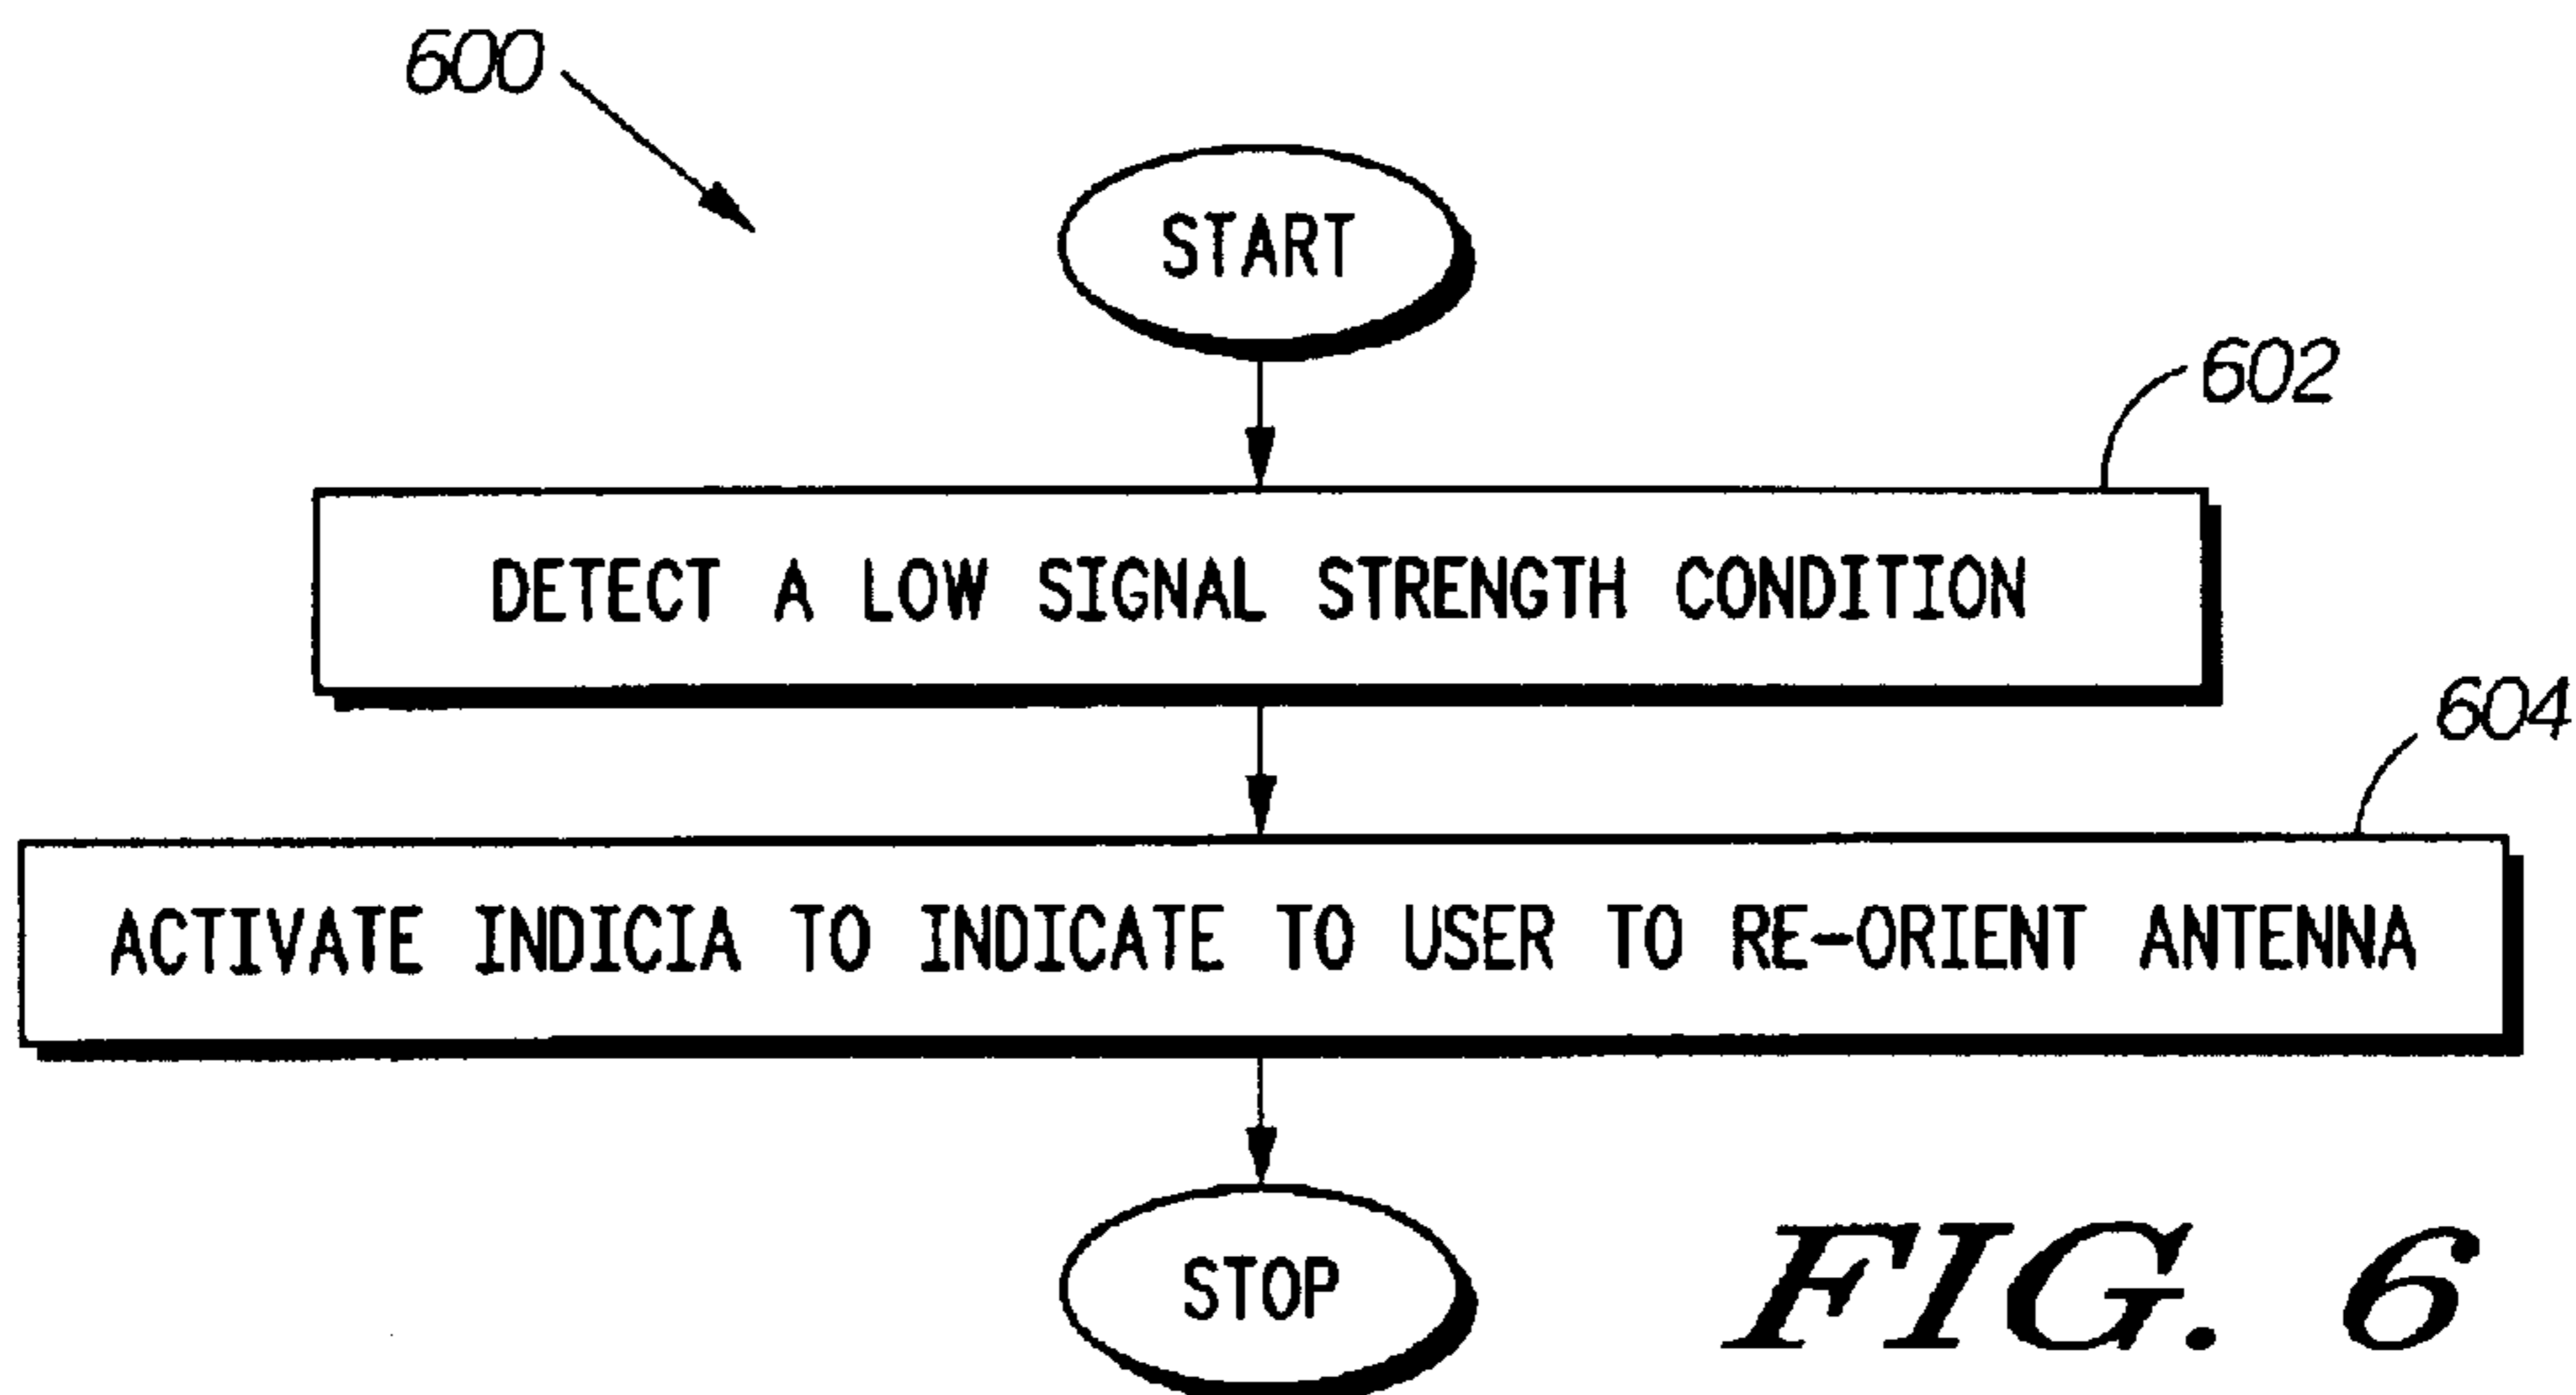 600
START
602
DETECT A LOW SIGNAL STRENGTH CONDITION
604
ACTIVATE INDICIA TO INDICATE TO USER TO RE-ORIENT ANTENNA
STOP
FIG. 6